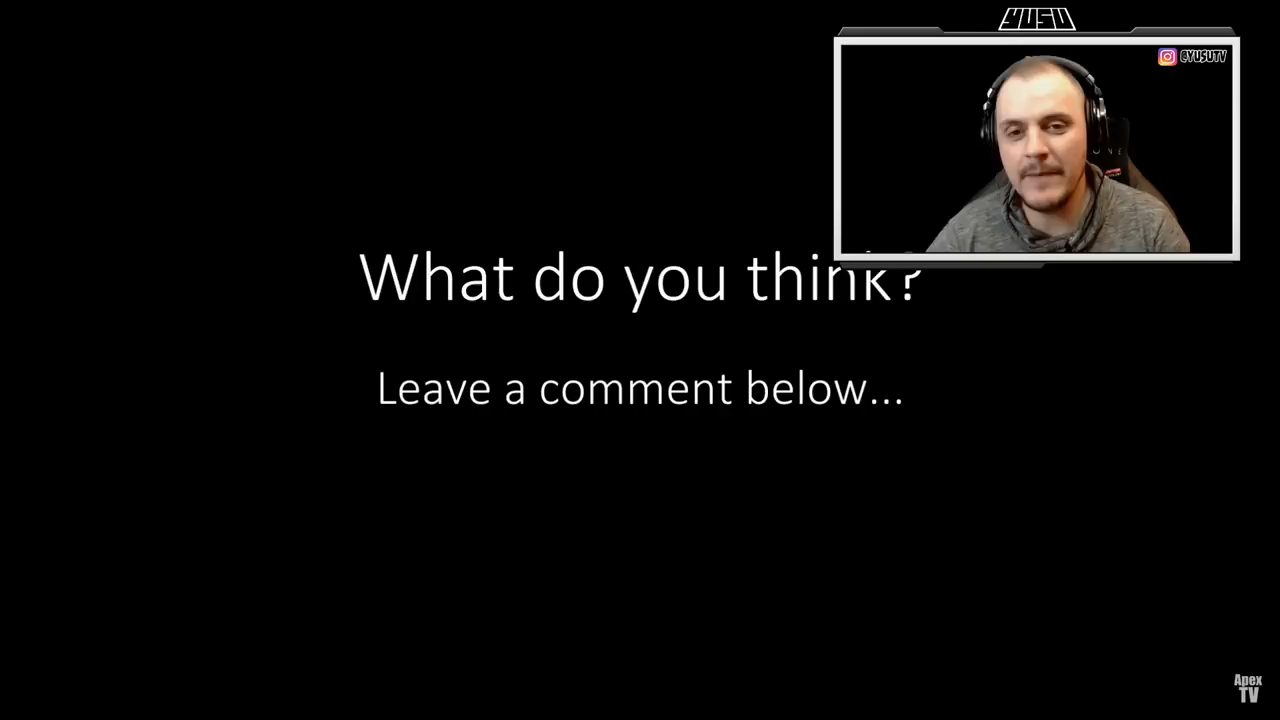 YUSU
@YUSUTV
What do you think?
Leave a comment below...
Apex
TV